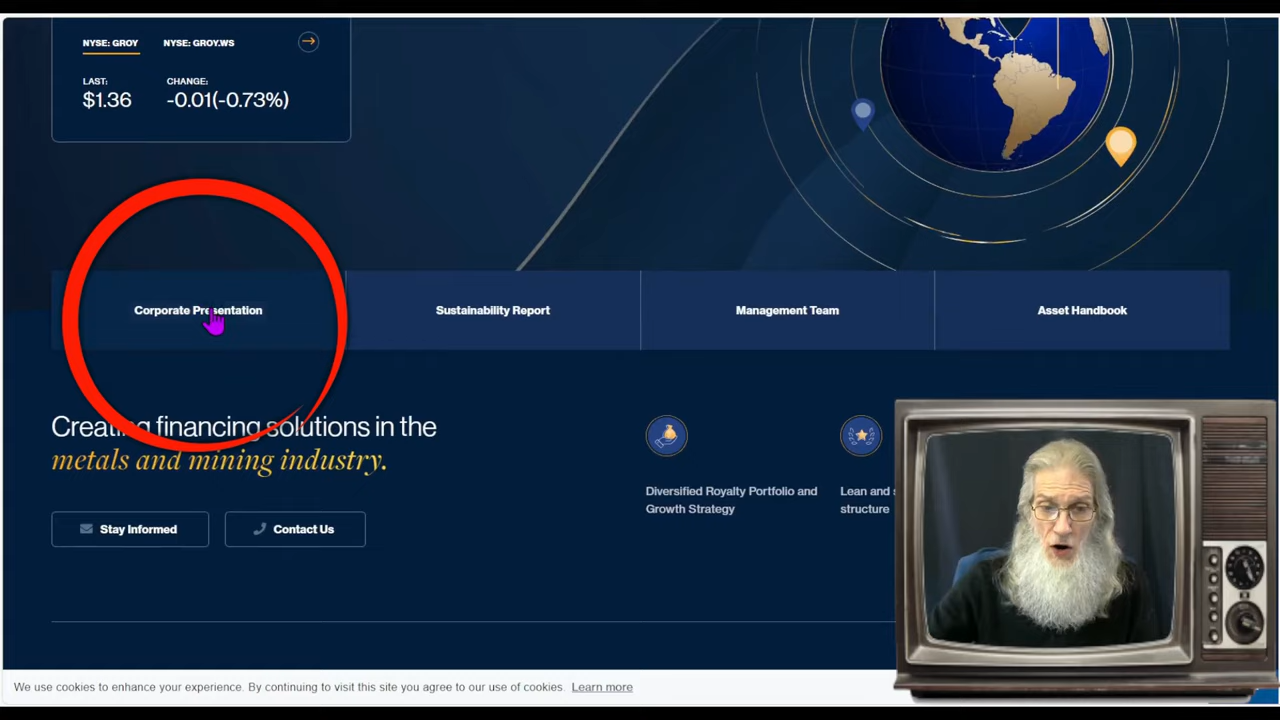 NYSE: GROY NYSE: GROY.WS
LAST: CHANGE:
$1.36 -0.01(-0.73%)
Corporate Presentation Sustainability Report Management Team Asset Handbook
Creating financing solutions in the
metals and mining industry.
Diversified Royalty Portfolio and
Growth Strategy
Lean and
structure
Stay Informed Contact Us
We use cookies to enhance your experience. By continuing to visit this site you agree to our use of cookies. Learn more